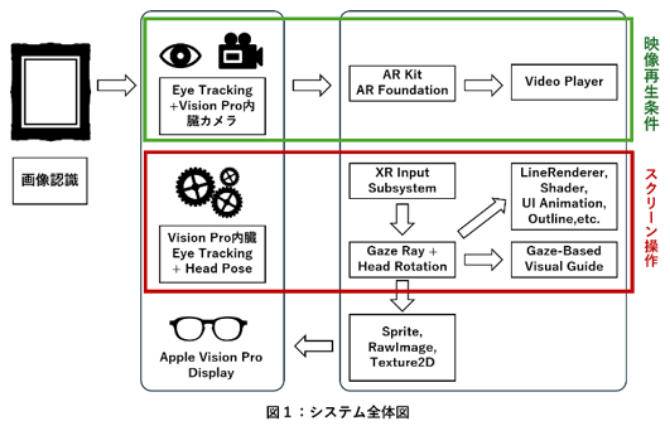 Eye Tracking
+Vision Pro内
臓カメラ
AR Kit
AR Foundation
Video Player
映像再生条件
画像認識
Vision Pro内臓
Eye Tracking
+ Head Pose
XR Input
Subsystem
LineRenderer,
Shader,
UI Animation,
Outline,etc.
Gaze Ray +
Head Rotation
Gaze-Based
Visual Guide
スクリーン操作
Apple Vision Pro
Display
Sprite,
RawImage,
Texture2D
図１：システム全体図